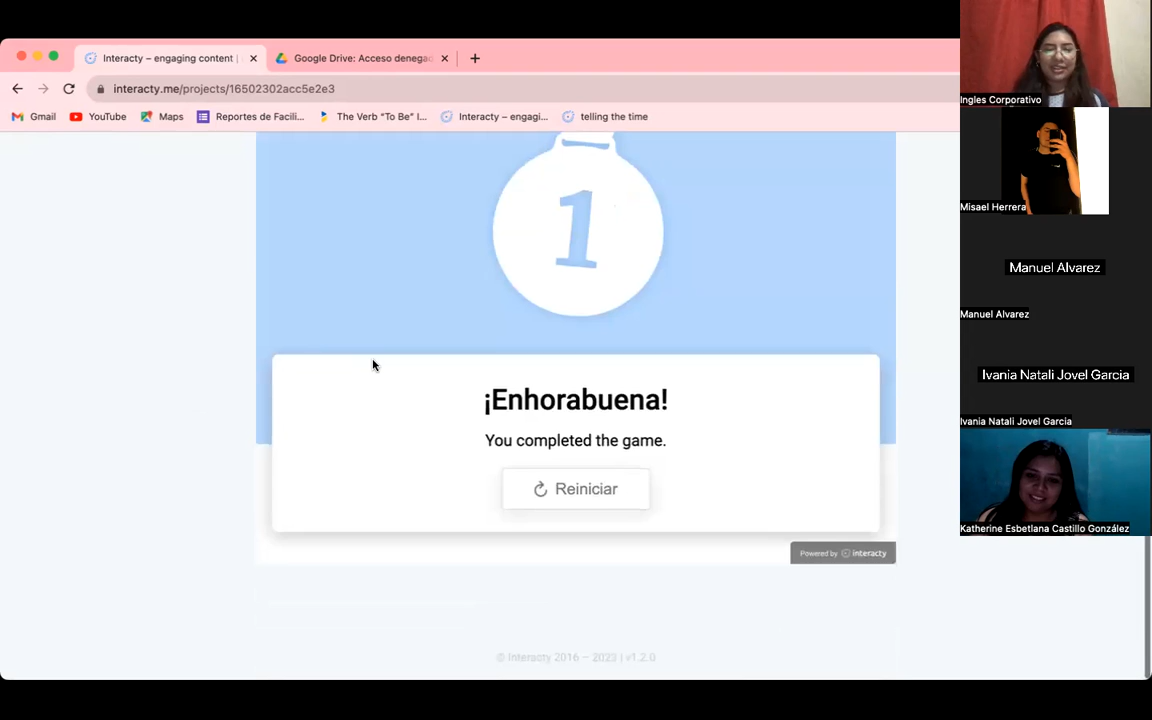 Interacty – engaging content |
Google Drive: Acceso denega
interacty.me/projects/16502302acc5e2e3
Gmail
YouTube
Maps
Reportes de Facili...
The Verb "To Be" I...
Interacty – engagi...
telling the time
1
¡Enhorabuena!
You completed the game.
Reiniciar
Powered by interacty
© Interacty 2016 – 2023 | v1.2.0
Ingles Corporativo
Misael Herrera
Manuel Alvarez
Manuel Alvarez
Ivania Natali Jovel Garcia
Ivania Natali Jovel Garcia
Katherine Esbetlana Castillo González